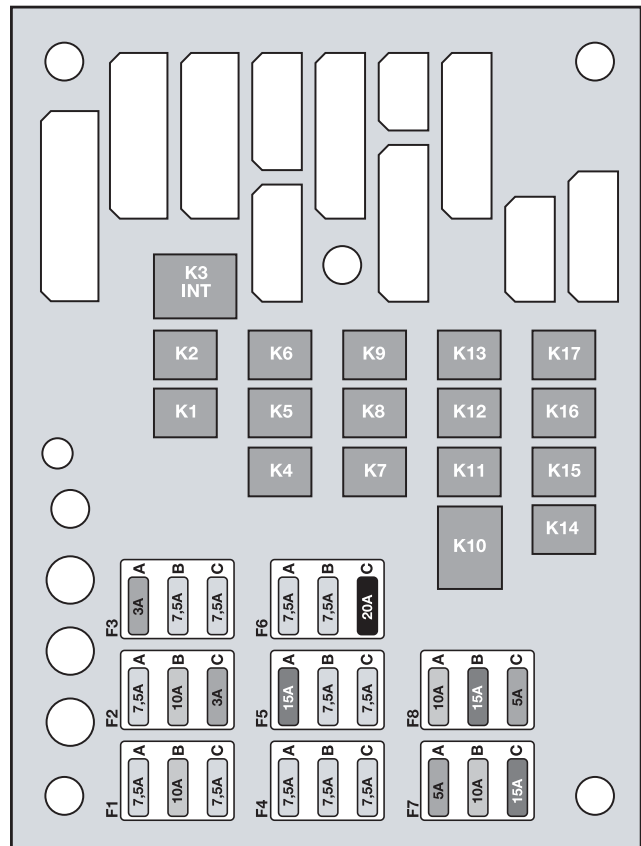 K3
INT
K2 K6 K9 K13 K17
K1 K5 K8 K12 K16
K4 K7 K11 K15
K10 K14
F3
3A A
7,5A B
7,5A C
F6
7,5A A
7,5A B
20A C
F2
7,5A A
10A B
3A C
F5
15A A
7,5A B
7,5A C
F8
10A A
15A B
5A C
F1
7,5A A
10A B
7,5A C
F4
7,5A A
7,5A B
7,5A C
F7
5A A
10A B
15A C